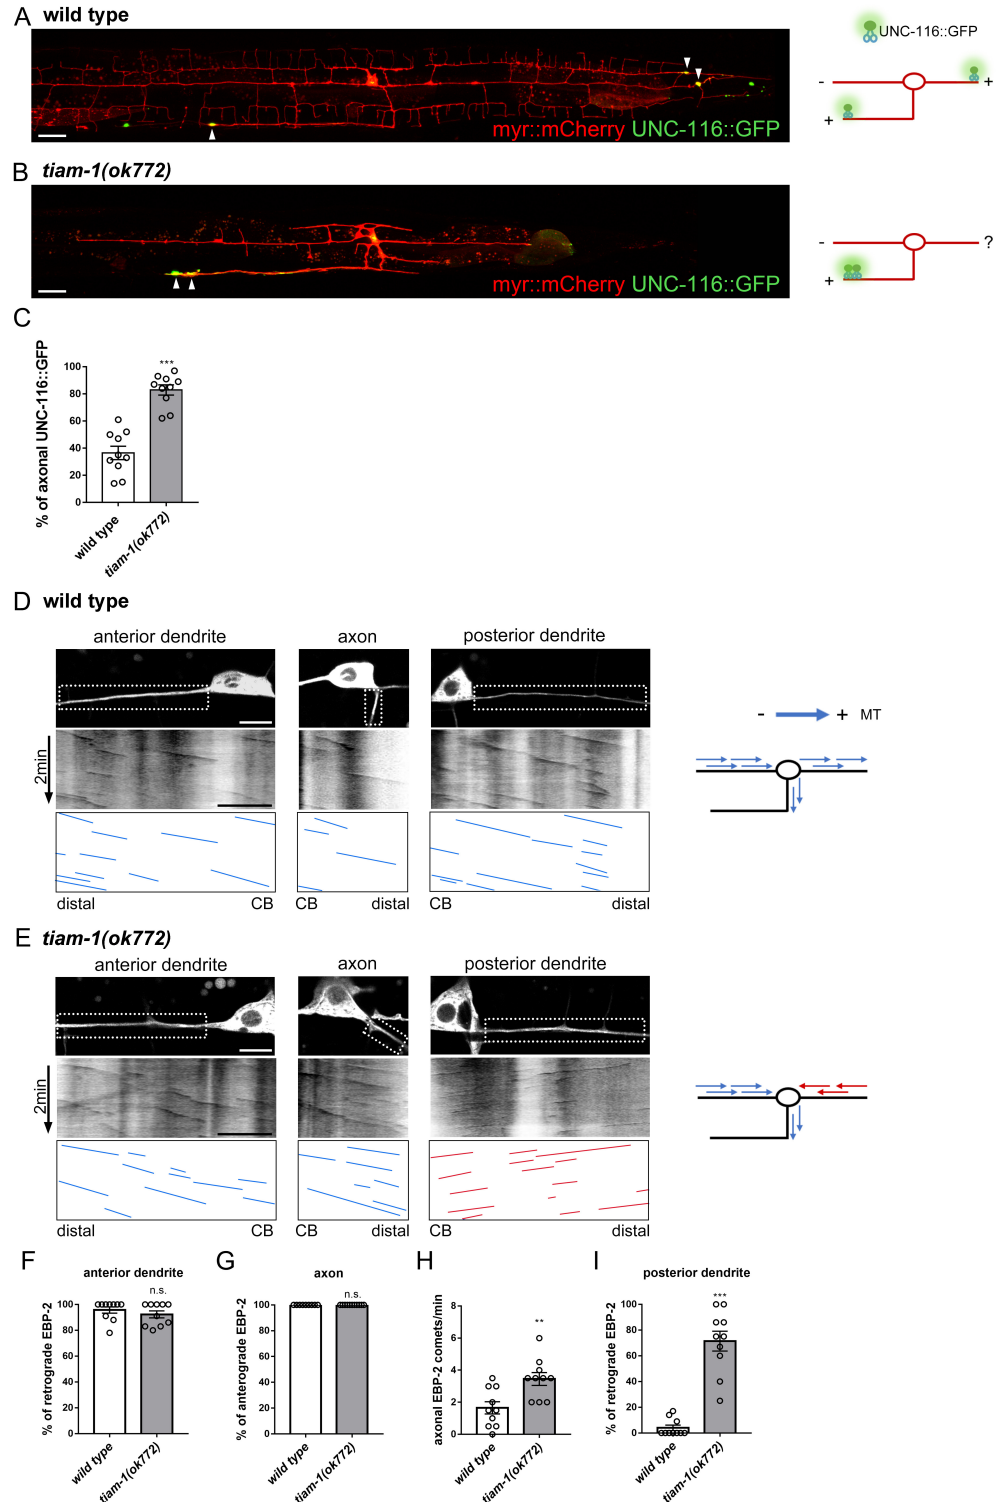 A wild type
UNC-116::GFP
- +
+
myr::mCherry UNC-116::GFP
B tiam-1(ok772)
- ?
+
myr::mCherry UNC-116::GFP
C
% of axonal UNC-116::GFP
100
80
60
40
20
0
***
wild type
tiam-1(ok772)
D wild type
anterior dendrite axon posterior dendrite
- + MT
2min
distal CB CB distal CB distal
E tiam-1(ok772)
anterior dendrite axon posterior dendrite
2min
distal CB CB distal CB distal
F
anterior dendrite
n.s.
% of retrograde EBP-2
100
80
60
40
20
0
wild type
tiam-1(ok772)
G
axon
n.s.
% of anterograde EBP-2
100
80
60
40
20
0
wild type
tiam-1(ok772)
H
**
axonal EBP-2 comets/min
8
6
4
2
0
wild type
tiam-1(ok772)
I
posterior dendrite
***
% of retrograde EBP-2
100
80
60
40
20
0
wild type
tiam-1(ok772)